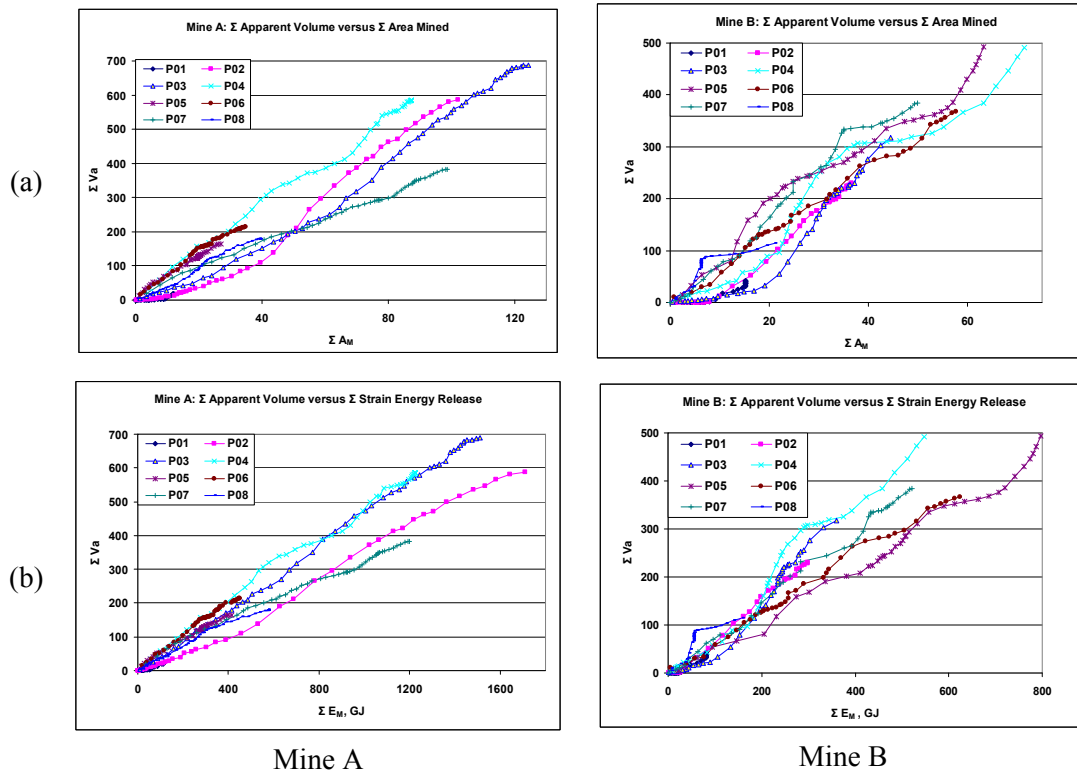 Mine A: Σ Apparent Volume versus Σ Area Mined
700
600
500
400
300
200
100
0
Σ Va
P01 P02
P03 P04
P05 P06
P07 P08
0 40 80 120
Σ AM
(a)
Mine B: Σ Apparent Volume versus Σ Area Mined
500
400
300
200
100
0
Σ Va
P01 P02
P03 P04
P05 P06
P07 P08
0 20 40 60
Σ AM
Mine A: Σ Apparent Volume versus Σ Strain Energy Release
700
600
500
400
300
200
100
0
Σ Va
P01 P02
P03 P04
P05 P06
P07 P08
0 400 800 1200 1600
Σ EM, GJ
(b)
Mine B: Σ Apparent Volume versus Σ Strain Energy Release
500
400
300
200
100
0
Σ Va
P01 P02
P03 P04
P05 P06
P07 P08
0 200 400 600 800
Σ EM, GJ
Mine A
Mine B